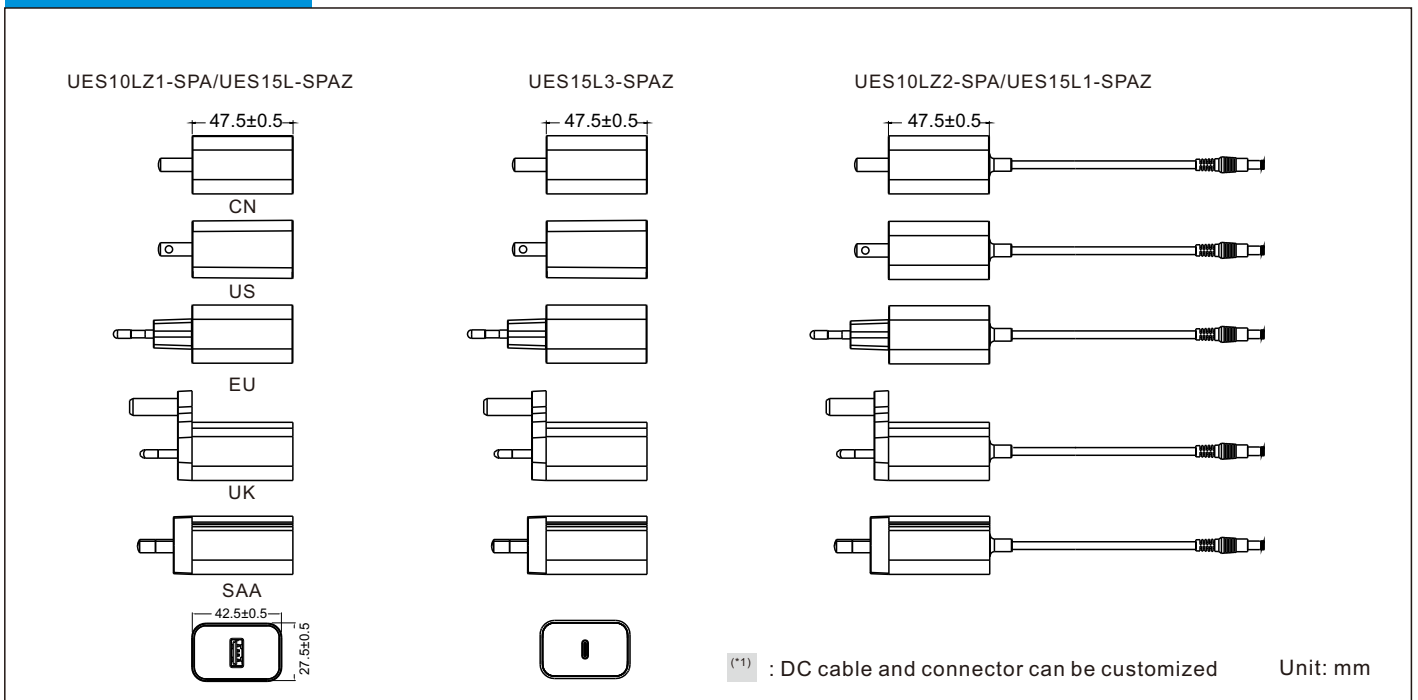 UES10LZ1-SPA/UES15L-SPAZ
UES15L3-SPAZ
UES10LZ2-SPA/UES15L1-SPAZ
47.5±0.5
47.5±0.5
47.5±0.5
CN
US
EU
UK
SAA
42.5±0.5
27.5±0.5
(*1) : DC cable and connector can be customized
Unit: mm